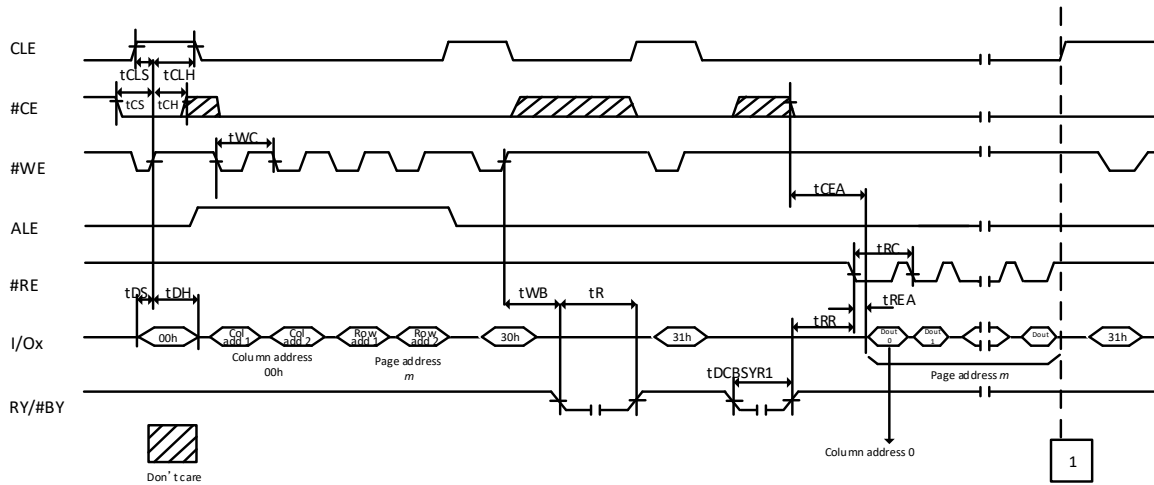 CLE
tCLS tCLH
#CE
tCS tCH
tWC
#WE
tCEA
ALE
tRC
#RE
tDS tDH
tWB tR
tREA
tRR
I/Ox
00h
Col add 1
Col add 2
Row add 1
Row add 2
30h
31h
Dout 0
Dout 1
Dout
31h
Column address
00h
Page address
m
tDCBSYR1
Page address m
RY/#BY
Column address 0
1
Don't care